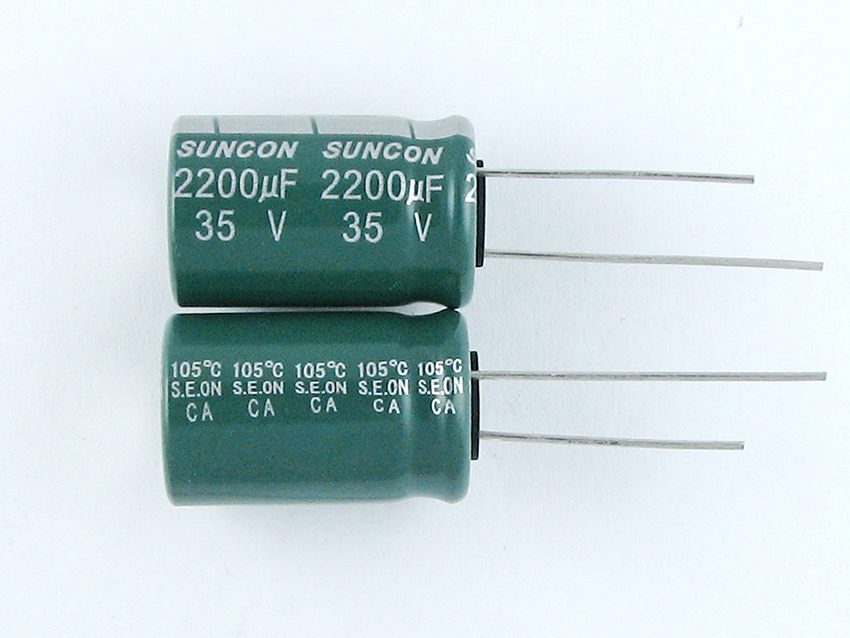 SUNCON SUNCON
2200µF 2200µF 2
35 V 35 V
105°C 105°C 105°C 105°C 105°C
S.E.ON S.E.ON S.E.ON S.E.ON S.E.ON
CA CA CA CA CA